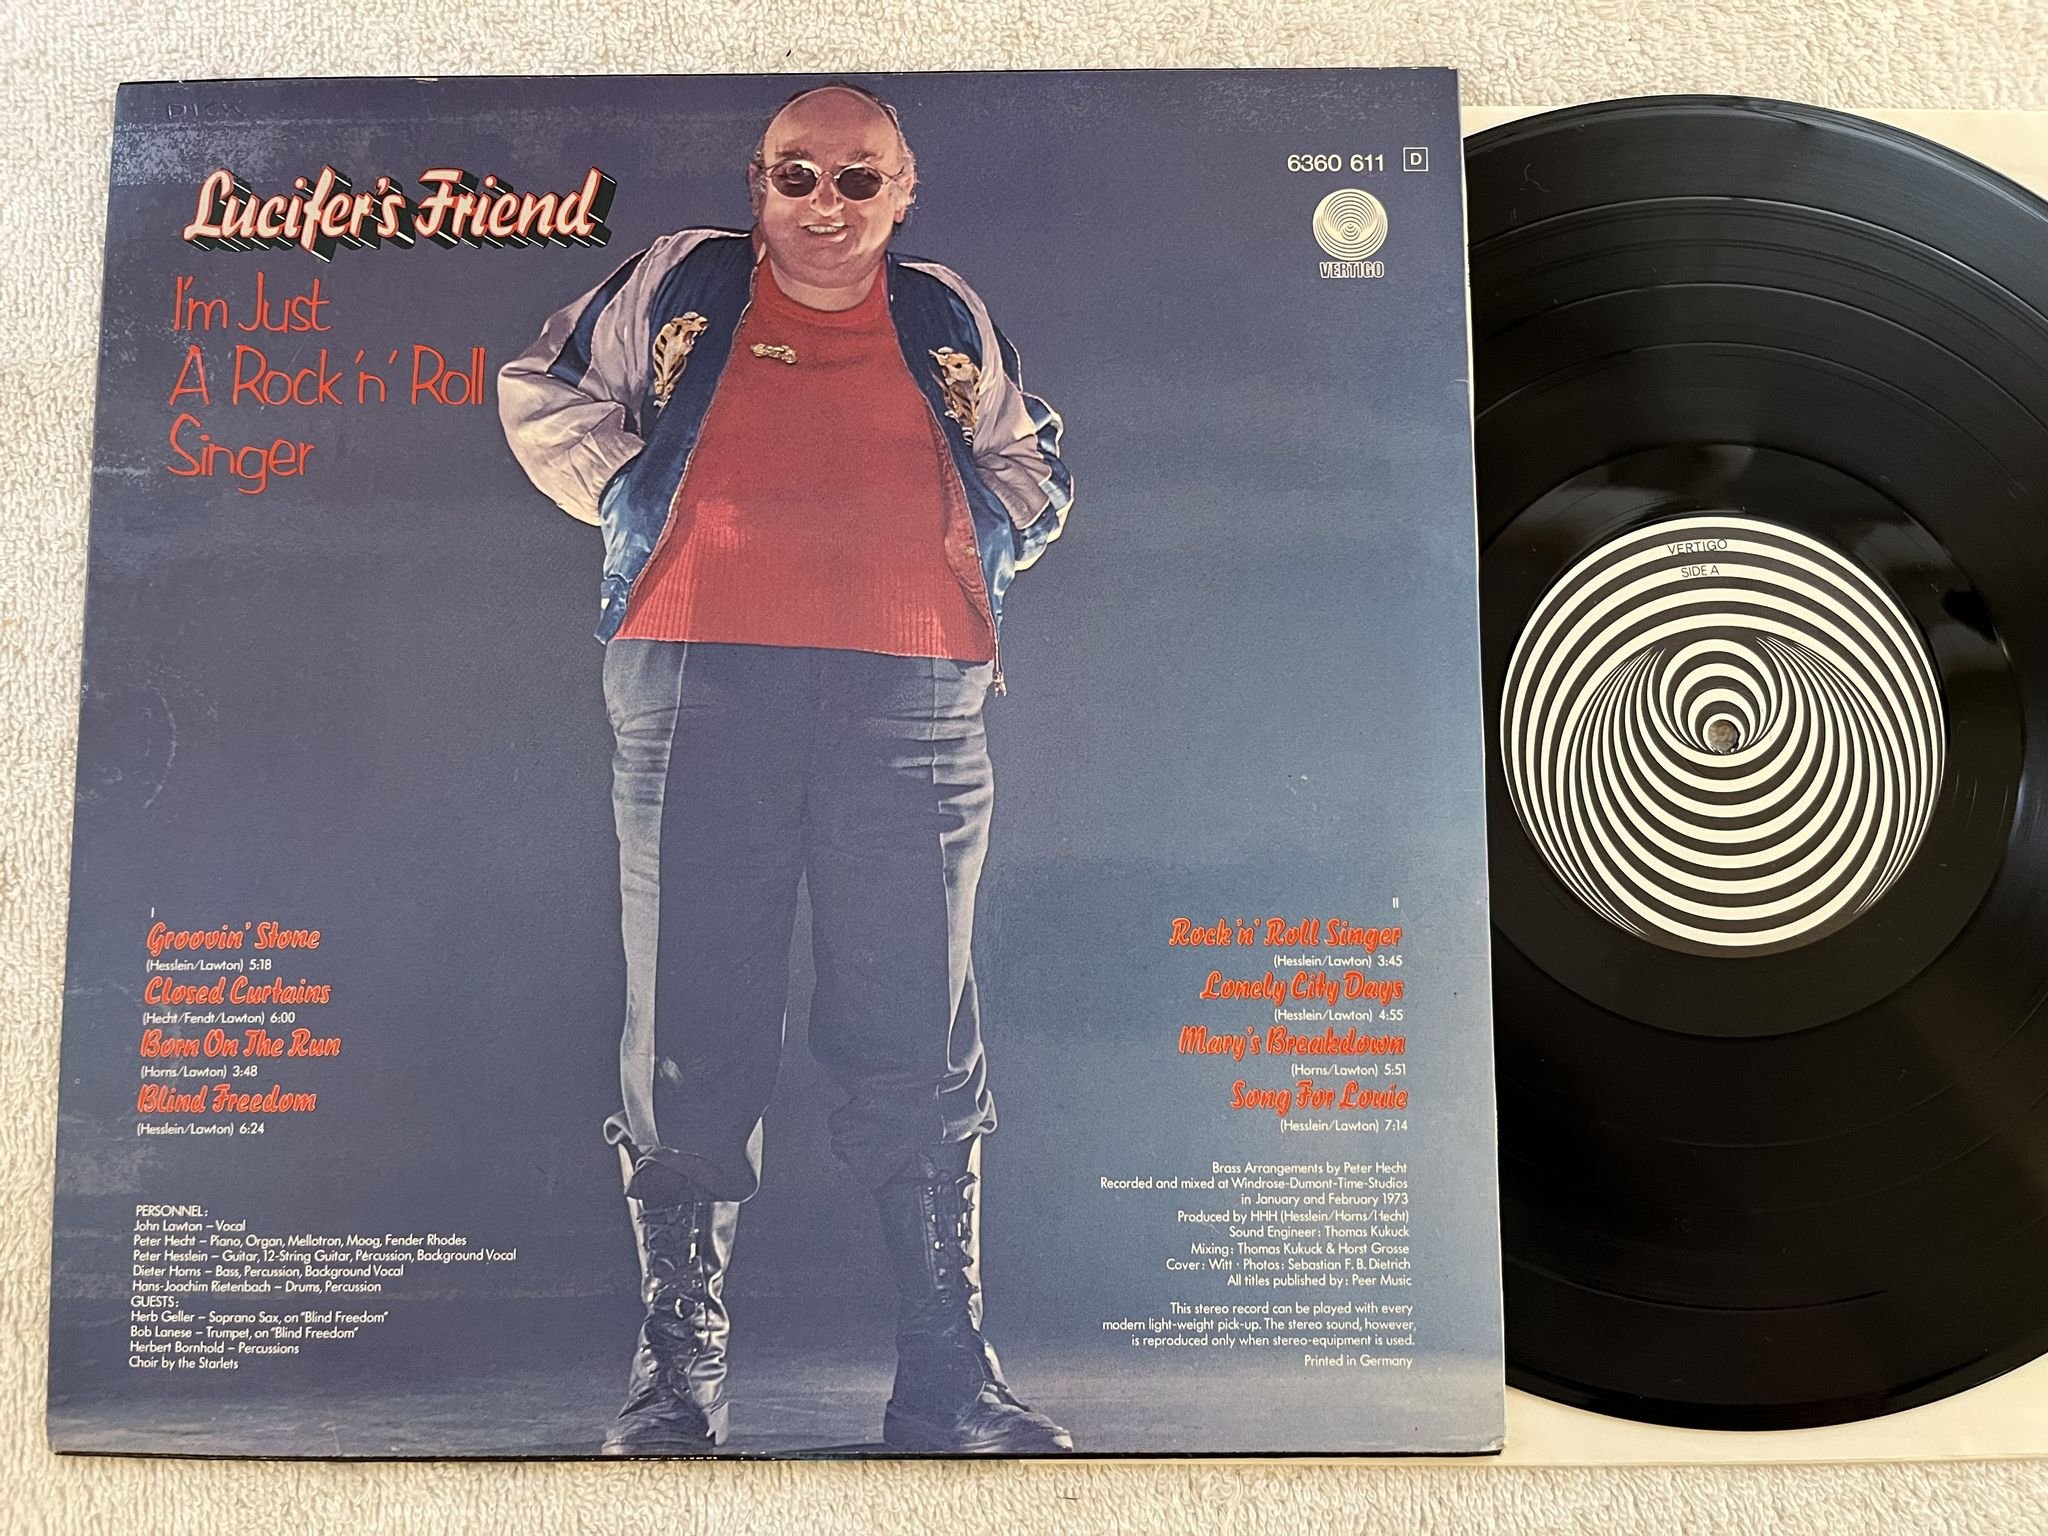 DICK
Lucifer's Friend
I'm Just
A Rock 'n' Roll
Singer
6360 611 D
VERTIGO
I
Groovin' Stone
(Hesslein/Lawton) 5:18
Closed Curtains
(Hecht/Fendt/Lawton) 6:00
Born On The Run
(Horns/Lawton) 3:48
Blind Freedom
(Hesslein/Lawton) 6:24
PERSONNEL:
John Lawton – Vocal
Peter Hecht – Piano, Organ, Mellotron, Moog, Fender Rhodes
Peter Hesslein – Guitar, 12-String Guitar, Percussion, Background Vocal
Dieter Horns – Bass, Percussion, Background Vocal
Hans-Joachim Rietenbach – Drums, Percussion
GUESTS:
Herb Geller – Soprano Sax, on "Blind Freedom"
Bob Lanese – Trumpet, on "Blind Freedom"
Herbert Bornhold – Percussions
Choir by the Starlets
II
Rock 'n' Roll Singer
(Hesslein/Lawton) 3:45
Lonely City Days
(Hesslein/Lawton) 4:55
Mary's Breakdown
(Horns/Lawton) 5:51
Song For Louie
(Hesslein/Lawton) 7:14
Brass Arrangements by Peter Hecht
Recorded and mixed at Windrose-Dumont-Time-Studios
in January and February 1973
Produced by HHH (Hesslein/Horns/Hecht)
Sound Engineer: Thomas Kukuck
Mixing: Thomas Kukuck & Horst Grosse
Cover: Witt · Photos: Sebastian F. B. Dietrich
All titles published by: Peer Music
This stereo record can be played with every
modern light-weight pick-up. The stereo sound, however,
is reproduced only when stereo-equipment is used.
Printed in Germany
VERTIGO
SIDE A